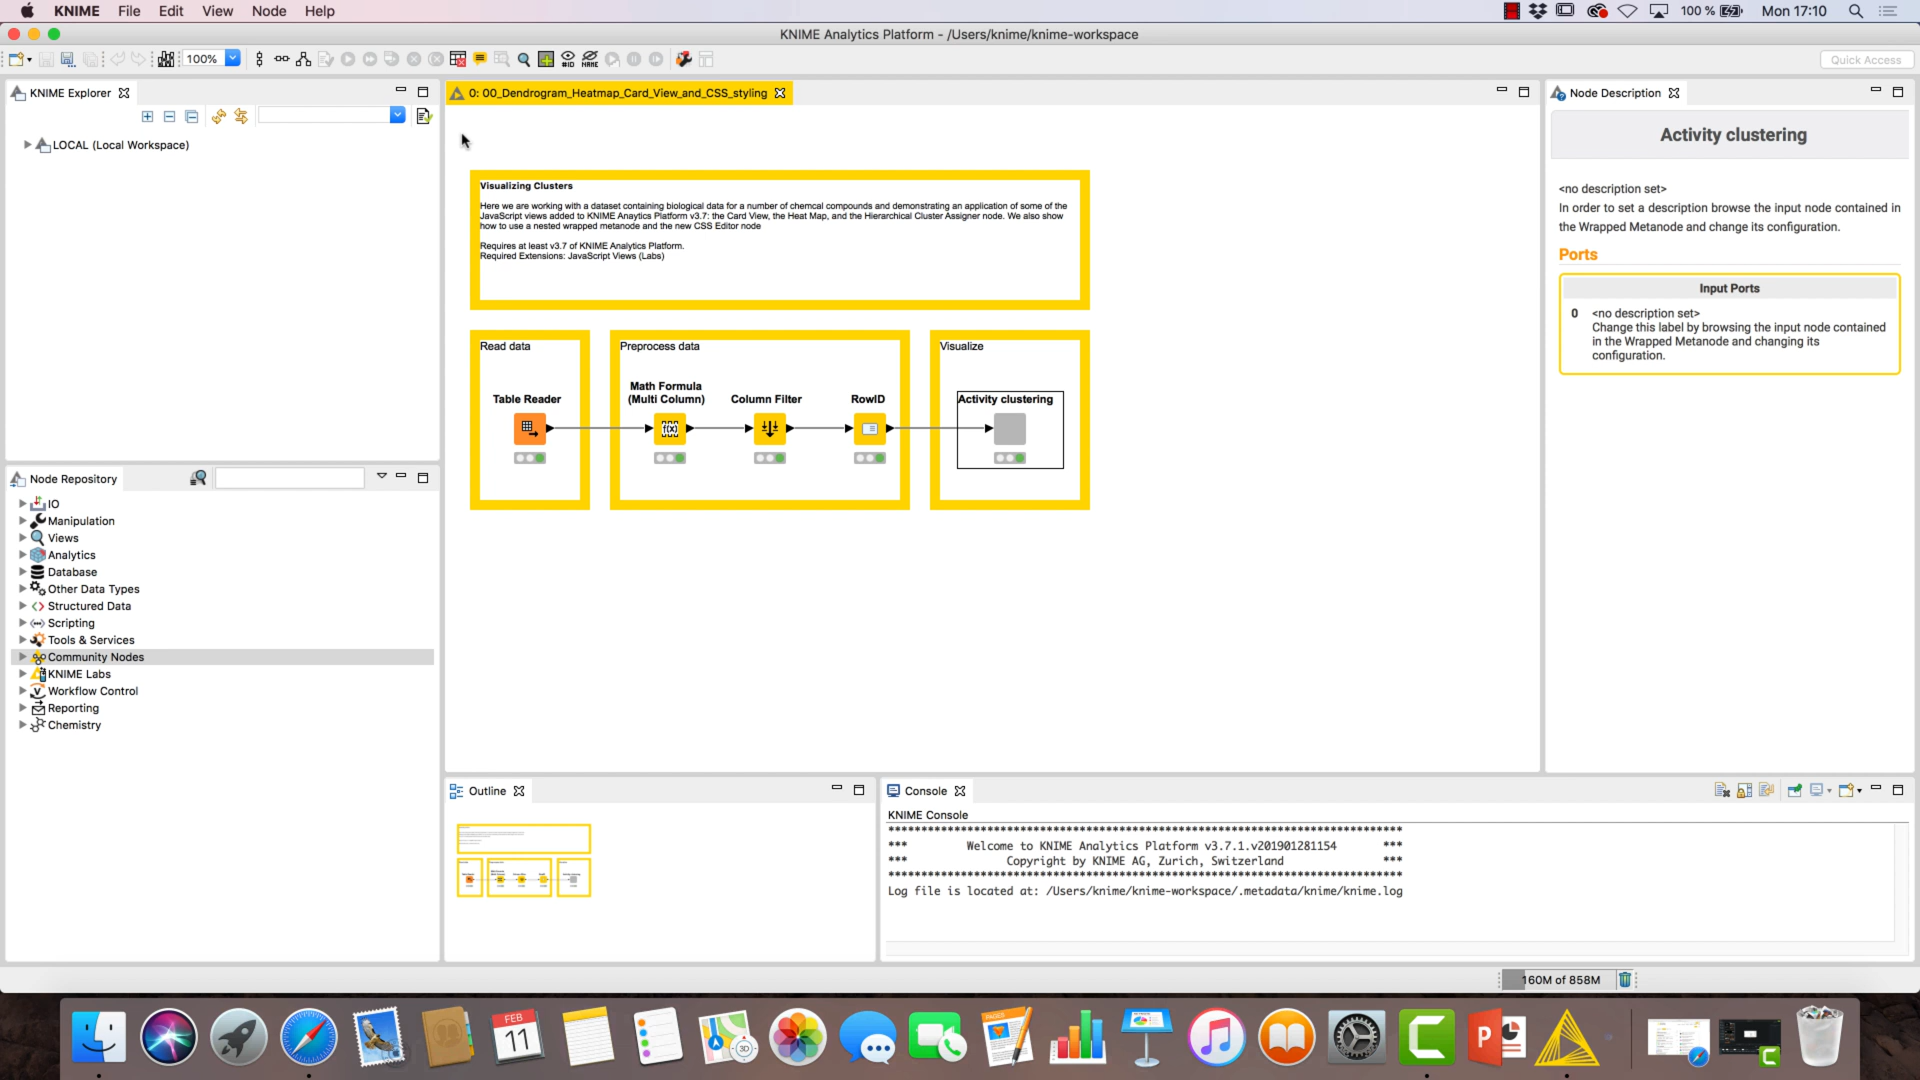 KNIME File Edit View Node Help
100 % Mon 17:10
KNIME Analytics Platform - /Users/knime/knime-workspace
100%
Quick Access
KNIME Explorer
LOCAL (Local Workspace)
Node Repository
IO
Manipulation
Views
Analytics
Database
Other Data Types
Structured Data
Scripting
Tools & Services
Community Nodes
KNIME Labs
Workflow Control
Reporting
Chemistry
0: 00_Dendrogram_Heatmap_Card_View_and_CSS_styling
Visualizing Clusters
Here we are working with a dataset containing biological data for a number of chemcal compounds and demonstrating an application of some of the
JavaScript views added to KNIME Anaytics Platform v3.7: the Card View, the Heat Map, and the Hierarchical Cluster Assigner node. We also show
how to use a nested wrapped metanode and the new CSS Editor node
Requires at least v3.7 of KNIME Analytics Platform.
Required Extensions: JavaScript Views (Labs)
Read data
Table Reader
Preprocess data
Math Formula
(Multi Column)
f(x)
Column Filter
RowID
Visualize
Activity clustering
Node Description
Activity clustering
<no description set>
In order to set a description browse the input node contained in
the Wrapped Metanode and change its configuration.
Ports
Input Ports
0 <no description set>
Change this label by browsing the input node contained
in the Wrapped Metanode and changing its
configuration.
Outline
Console
KNIME Console
********************************************************************************
*** Welcome to KNIME Analytics Platform v3.7.1.v201901281154 ***
*** Copyright by KNIME AG, Zurich, Switzerland ***
********************************************************************************
Log file is located at: /Users/knime/knime-workspace/.metadata/knime/knime.log
160M of 858M
FEB
11
3D
PAGES
P
C